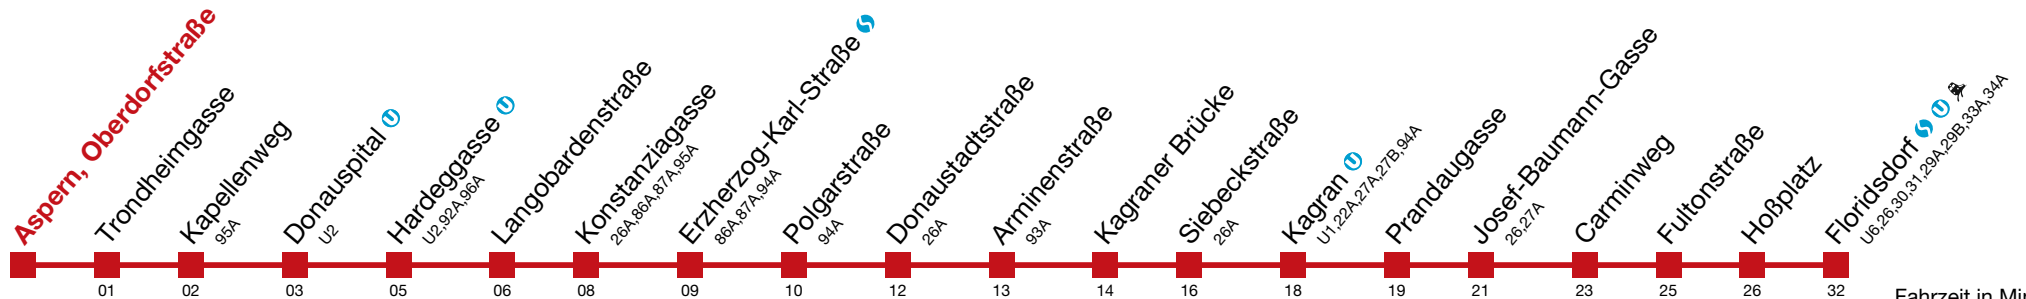 Aspern, Oberdorfstraße
Trondheimgasse
Kapellenweg
95A
Donauspital
U2
Hardeggasse
U2,92A,96A
Langobardenstraße
Konstanziagasse
26A,86A,87A,95A
Erzherzog-Karl-Straße
86A,87A,94A
Polgarstraße
94A
Donaustadtstraße
26A
Arminenstraße
93A
Kagraner Brücke
Siebeckstraße
26A
Kagran
U1,22A,27A,27B,94A
Prandaugasse
Josef-Baumann-Gasse
26,27A
Carminweg
Fultonstraße
Hoßplatz
Floridsdorf
U6,26,30,31,29A,29B,33A,34A
01 02 03 05 06 08 09 10 12 13 14 16 18 19 21 23 25 26 32
Fahrzeit in